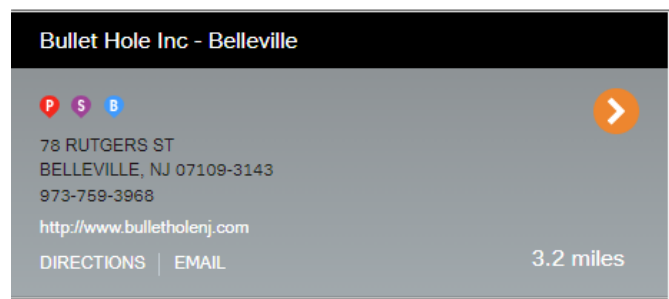 Bullet Hole Inc - Belleville
P S B
78 RUTGERS ST
BELLEVILLE, NJ 07109-3143
973-759-3968
http://www.bulletholenj.com
DIRECTIONS | EMAIL
3.2 miles